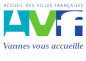 ACCUEIL DES VILLES FRANÇAISES
AVf
Vannes vous accueille